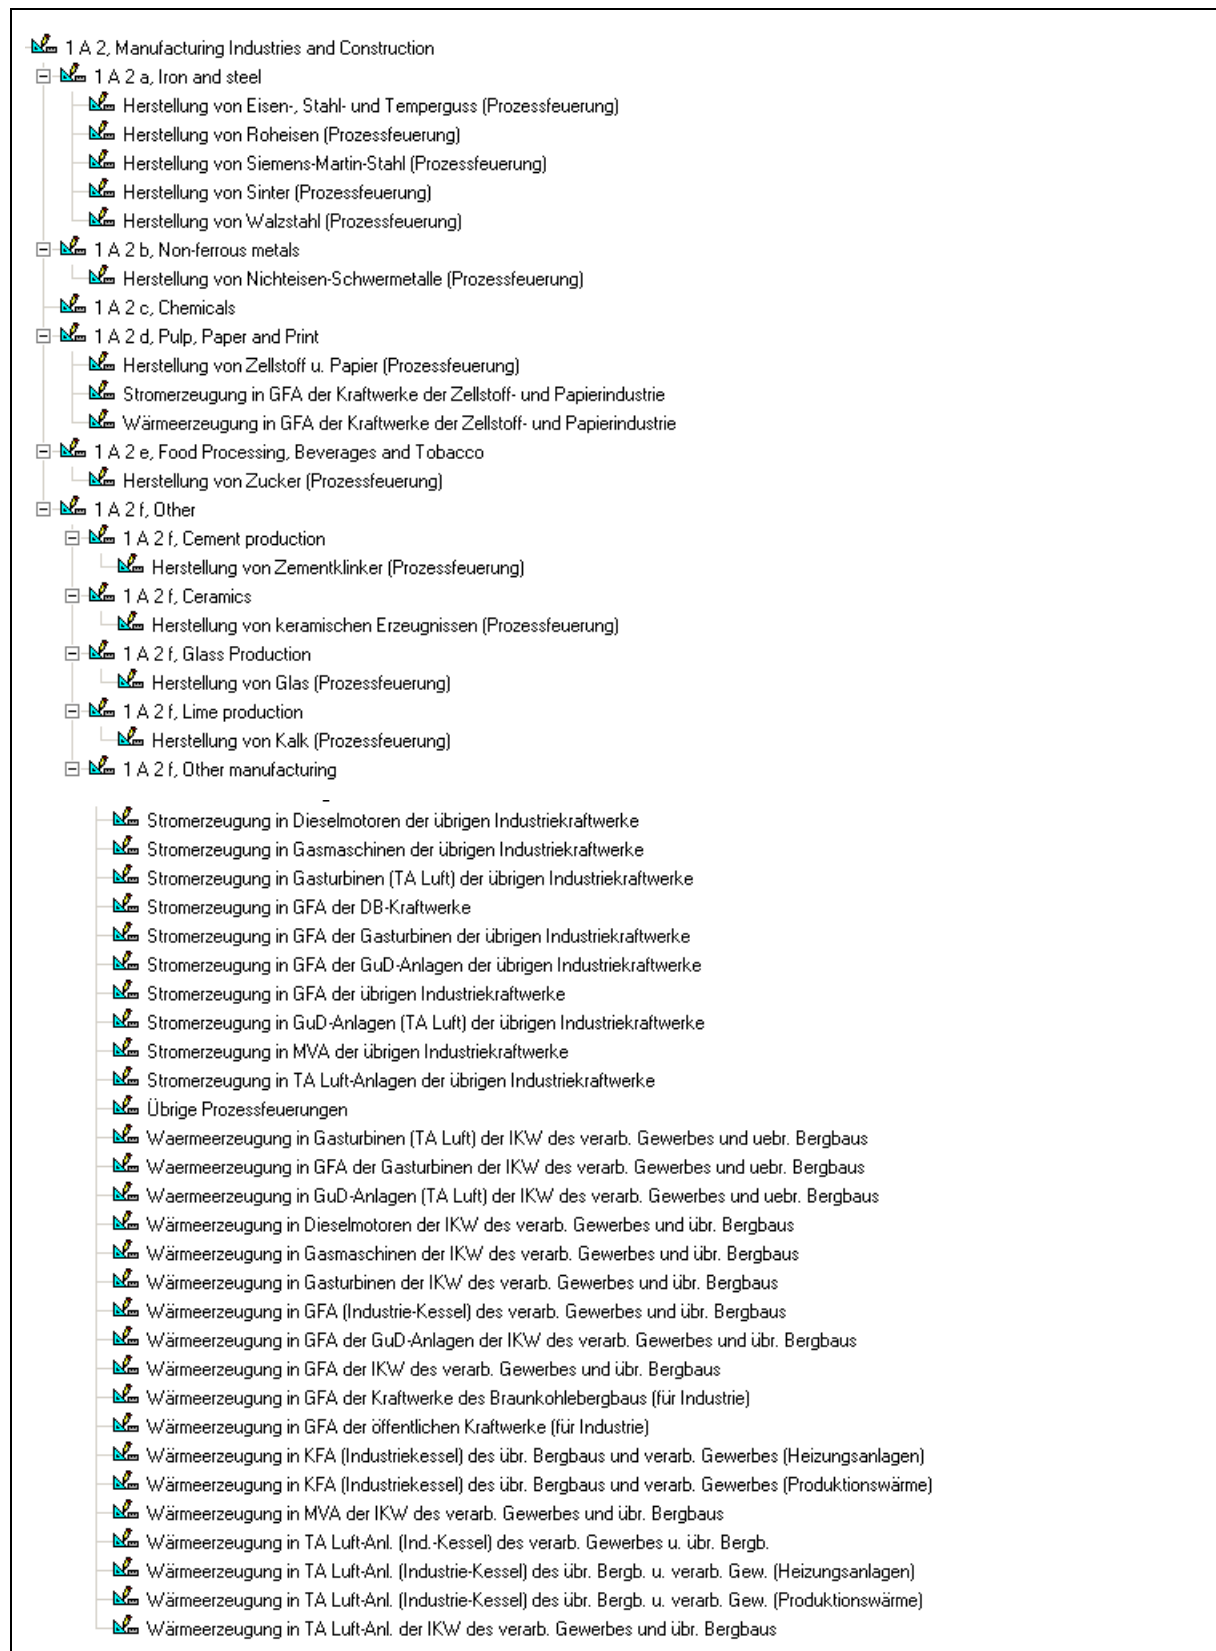 1 A 2, Manufacturing Industries and Construction
1 A 2 a, Iron and steel
Herstellung von Eisen-, Stahl- und Temperguss (Prozessfeuerung)
Herstellung von Roheisen (Prozessfeuerung)
Herstellung von Siemens-Martin-Stahl (Prozessfeuerung)
Herstellung von Sinter (Prozessfeuerung)
Herstellung von Walzstahl (Prozessfeuerung)
1 A 2 b, Non-ferrous metals
Herstellung von Nichteisen-Schwermetalle (Prozessfeuerung)
1 A 2 c, Chemicals
1 A 2 d, Pulp, Paper and Print
Herstellung von Zellstoff u. Papier (Prozessfeuerung)
Stromerzeugung in GFA der Kraftwerke der Zellstoff- und Papierindustrie
Wärmeerzeugung in GFA der Kraftwerke der Zellstoff- und Papierindustrie
1 A 2 e, Food Processing, Beverages and Tobacco
Herstellung von Zucker (Prozessfeuerung)
1 A 2 f, Other
1 A 2 f, Cement production
Herstellung von Zementklinker (Prozessfeuerung)
1 A 2 f, Ceramics
Herstellung von keramischen Erzeugnissen (Prozessfeuerung)
1 A 2 f, Glass Production
Herstellung von Glas (Prozessfeuerung)
1 A 2 f, Lime production
Herstellung von Kalk (Prozessfeuerung)
1 A 2 f, Other manufacturing
Stromerzeugung in Dieselmotoren der übrigen Industriekraftwerke
Stromerzeugung in Gasmaschinen der übrigen Industriekraftwerke
Stromerzeugung in Gasturbinen (TA Luft) der übrigen Industriekraftwerke
Stromerzeugung in GFA der DB-Kraftwerke
Stromerzeugung in GFA der Gasturbinen der übrigen Industriekraftwerke
Stromerzeugung in GFA der GuD-Anlagen der übrigen Industriekraftwerke
Stromerzeugung in GFA der übrigen Industriekraftwerke
Stromerzeugung in GuD-Anlagen (TA Luft) der übrigen Industriekraftwerke
Stromerzeugung in MVA der übrigen Industriekraftwerke
Stromerzeugung in TA Luft-Anlagen der übrigen Industriekraftwerke
Übrige Prozessfeuerungen
Waermeerzeugung in Gasturbinen (TA Luft) der IKW des verarb. Gewerbes und uebr. Bergbaus
Waermeerzeugung in GFA der Gasturbinen der IKW des verarb. Gewerbes und uebr. Bergbaus
Waermeerzeugung in GuD-Anlagen (TA Luft) der IKW des verarb. Gewerbes und uebr. Bergbaus
Wärmeerzeugung in Dieselmotoren der IKW des verarb. Gewerbes und übr. Bergbaus
Wärmeerzeugung in Gasmaschinen der IKW des verarb. Gewerbes und übr. Bergbaus
Wärmeerzeugung in Gasturbinen der IKW des verarb. Gewerbes und übr. Bergbaus
Wärmeerzeugung in GFA (Industrie-Kessel) des verarb. Gewerbes und übr. Bergbaus
Wärmeerzeugung in GFA der GuD-Anlagen der IKW des verarb. Gewerbes und übr. Bergbaus
Wärmeerzeugung in GFA der IKW des verarb. Gewerbes und übr. Bergbaus
Wärmeerzeugung in GFA der Kraftwerke des Braunkohlebergbaus (für Industrie)
Wärmeerzeugung in GFA der öffentlichen Kraftwerke (für Industrie)
Wärmeerzeugung in KFA (Industriekessel) des übr. Bergbaus und verarb. Gewerbes (Heizungsanlagen)
Wärmeerzeugung in KFA (Industriekessel) des übr. Bergbaus und verarb. Gewerbes (Produktionswärme)
Wärmeerzeugung in MVA der IKW des verarb. Gewerbes und übr. Bergbaus
Wärmeerzeugung in TA Luft-Anl. (Ind.-Kessel) des verarb. Gewerbes u. übr. Bergb.
Wärmeerzeugung in TA Luft-Anl. (Industrie-Kessel) des übr. Bergb. u. verarb. Gew. (Heizungsanlagen)
Wärmeerzeugung in TA Luft-Anl. (Industrie-Kessel) des übr. Bergb. u. verarb. Gew. (Produktionswärme)
Wärmeerzeugung in TA Luft-Anl. der IKW des verarb. Gewerbes und übr. Bergbaus